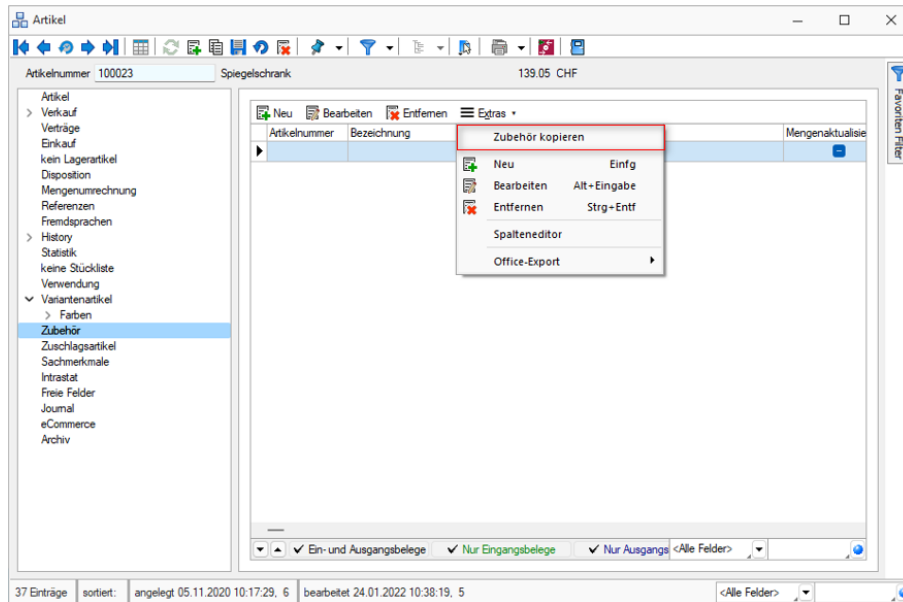 Artikel
Artikelnummer 100023 Spiegelschrank 139.05 CHF
Artikel
Verkauf
Verträge
Einkauf
kein Lagerartikel
Disposition
Mengenumrechnung
Referenzen
Fremdsprachen
History
Statistik
keine Stückliste
Verwendung
Variantenartikel
Farben
Zubehör
Zuschlagsartikel
Sachmerkmale
Intrastat
Freie Felder
Journal
eCommerce
Archiv
Neu Bearbeiten Entfernen Extras
Artikelnummer Bezeichnung Mengenaktualisie
Zubehör kopieren
Neu Einfg
Bearbeiten Alt+Eingabe
Entfernen Strg+Entf
Spalteneditor
Office-Export
Favoriten Filter
Ein- und Ausgangsbelege Nur Eingangsbelege Nur Ausgangs <Alle Felder>
37 Einträge sortiert: angelegt 05.11.2020 10:17:29, 6 bearbeitet 24.01.2022 10:38:19, 5 <Alle Felder>